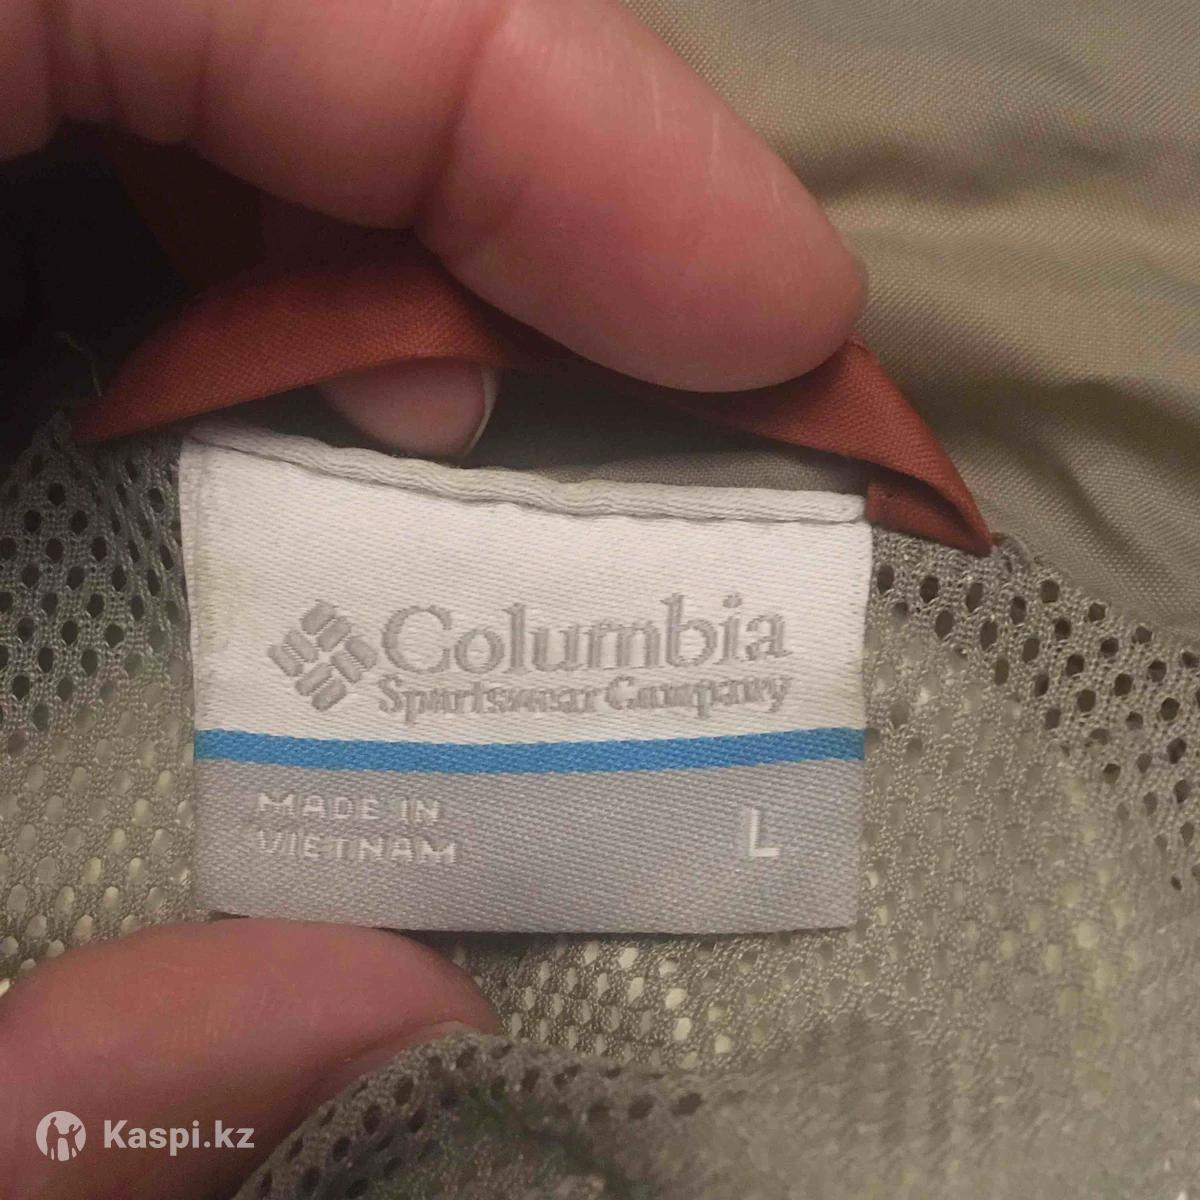 Columbia
Sportswear Company
MADE IN
VIETNAM
L
Kaspi.kz